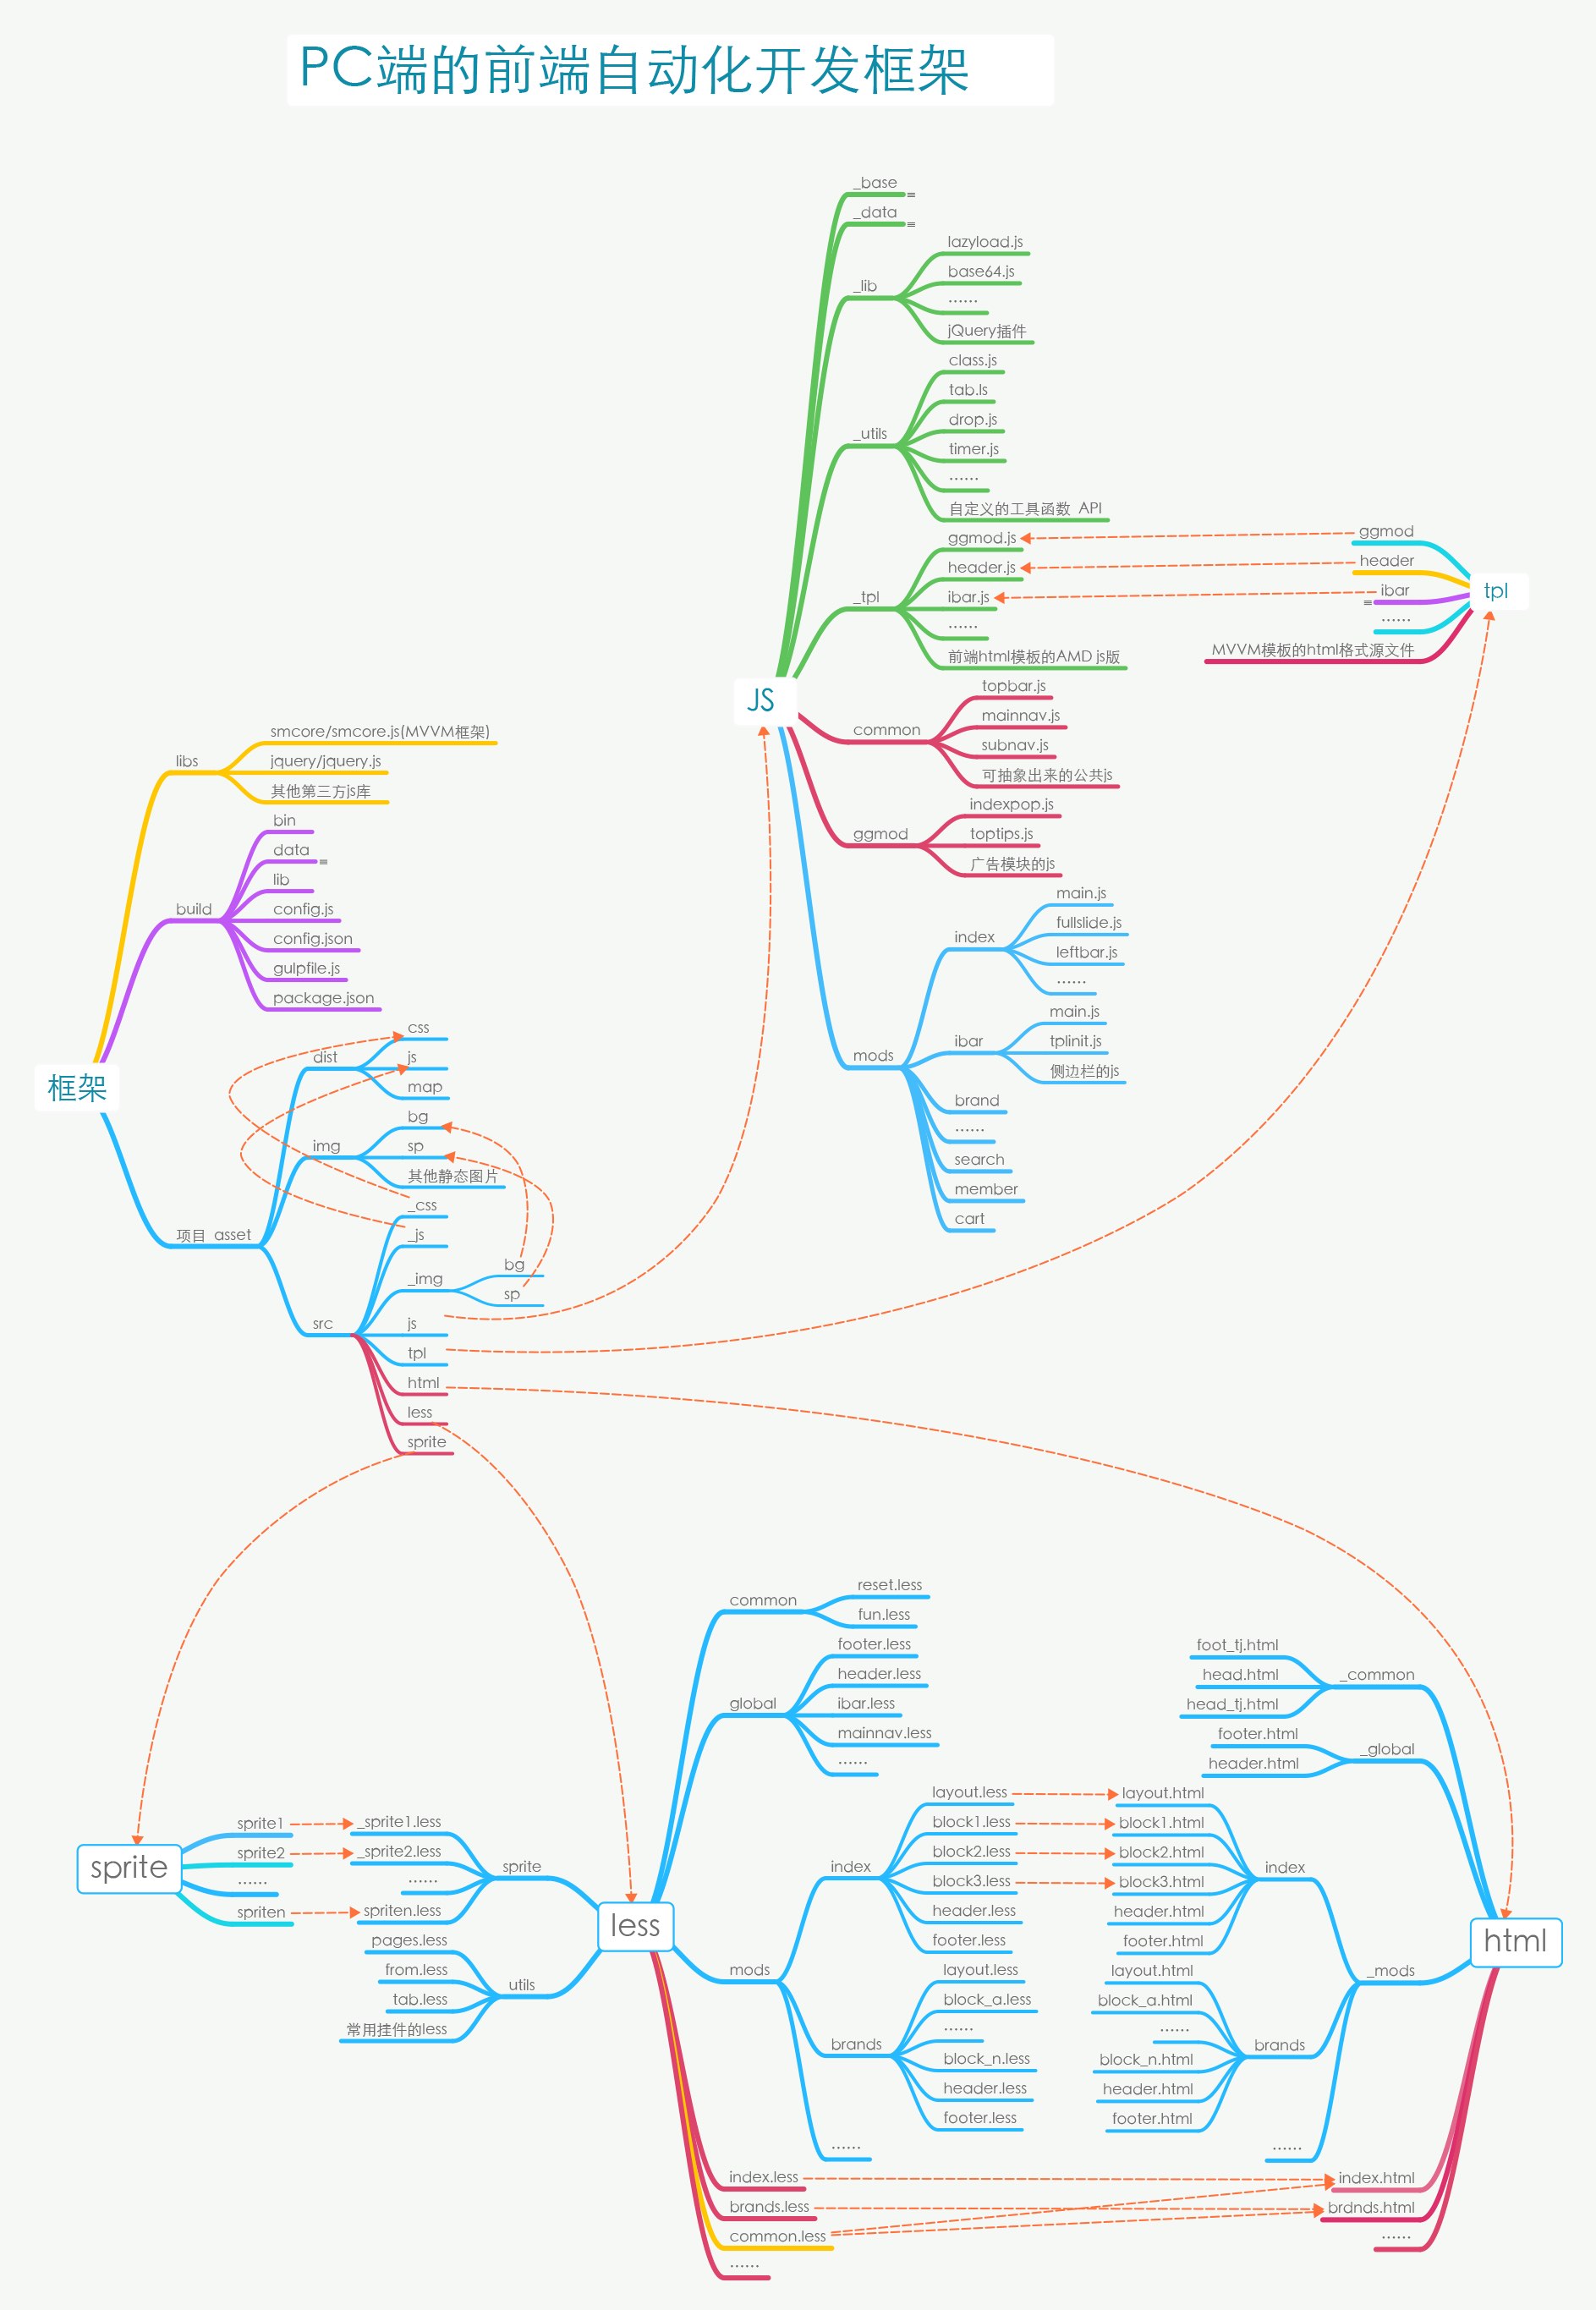 PC端的前端自动化开发框架
_base
_data
_lib
lazyload.js
base64.js
……
jQuery插件
_utils
class.js
tab.ls
drop.js
timer.js
……
自定义的工具函数 API
_tpl
ggmod.js
header.js
ibar.js
……
前端html模板的AMD js版
ggmod
header
ibar
……
MVVM模板的html格式源文件
tpl
JS
common
topbar.js
mainnav.js
subnav.js
可抽象出来的公共js
ggmod
indexpop.js
toptips.js
广告模块的js
mods
index
main.js
fullslide.js
leftbar.js
……
ibar
main.js
tplinit.js
侧边栏的js
brand
……
search
member
cart
框架
libs
smcore/smcore.js(MVVM框架)
jquery/jquery.js
其他第三方js库
build
bin
data
lib
config.js
config.json
gulpfile.js
package.json
项目 asset
dist
css
js
map
img
bg
sp
其他静态图片
src
_css
_js
_img
bg
sp
js
tpl
html
less
sprite
sprite
sprite1
sprite2
……
spriten
_sprite1.less
_sprite2.less
……
spriten.less
sprite
pages.less
from.less
tab.less
常用挂件的less
utils
less
common
reset.less
fun.less
global
footer.less
header.less
ibar.less
mainnav.less
……
mods
index
layout.less
block1.less
block2.less
block3.less
header.less
footer.less
brands
layout.less
block_a.less
……
block_n.less
header.less
footer.less
……
index.less
brands.less
common.less
……
foot_tj.html
head.html
head_tj.html
_common
footer.html
header.html
_global
layout.html
block1.html
block2.html
block3.html
header.html
footer.html
index
layout.html
block_a.html
……
block_n.html
header.html
footer.html
brands
……
_mods
html
index.html
brdnds.html
……